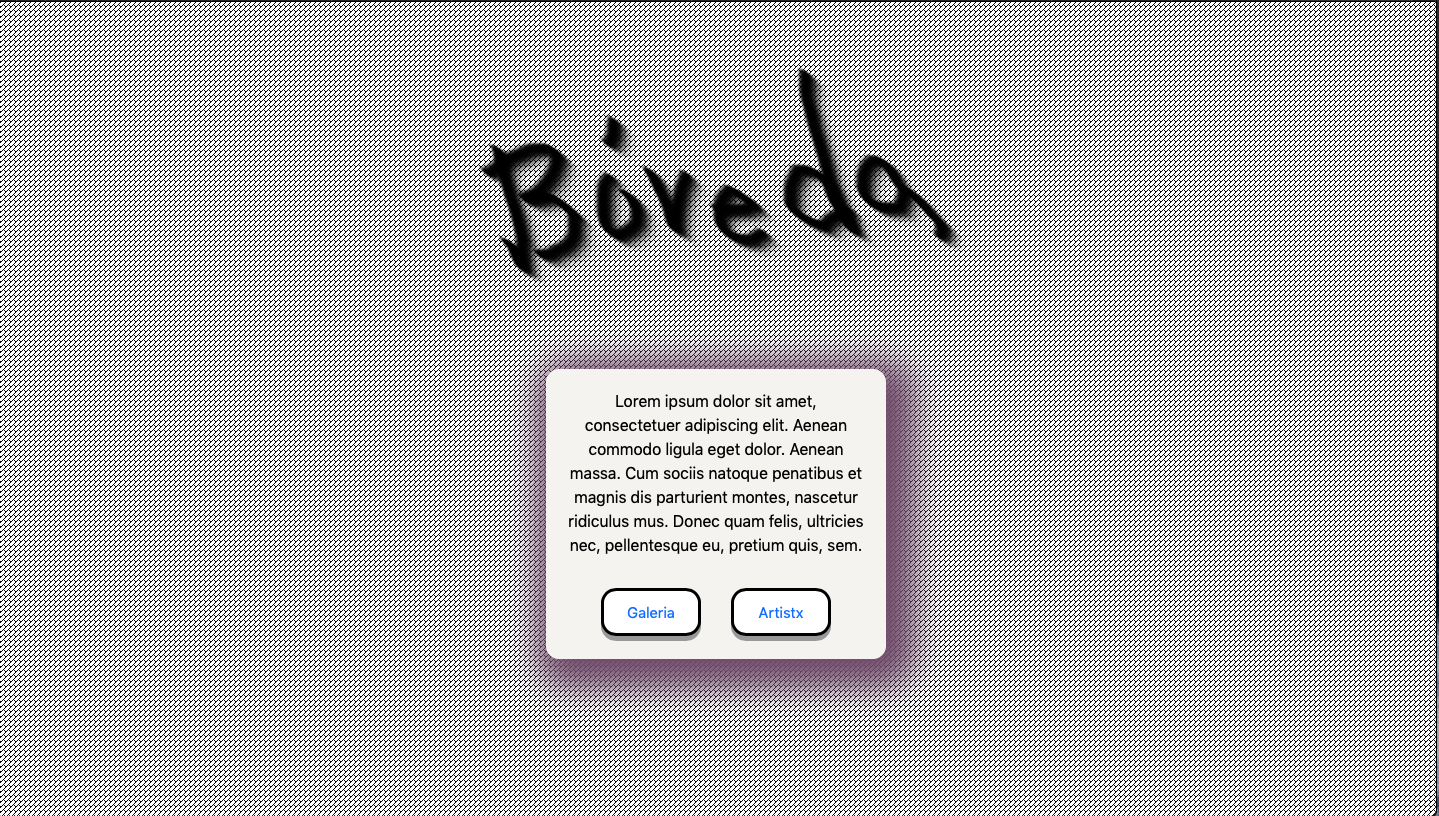 Bóveda
Lorem ipsum dolor sit amet,
consectetuer adipiscing elit. Aenean
commodo ligula eget dolor. Aenean
massa. Cum sociis natoque penatibus et
magnis dis parturient montes, nascetur
ridiculus mus. Donec quam felis, ultricies
nec, pellentesque eu, pretium quis, sem.
Galeria Artistx